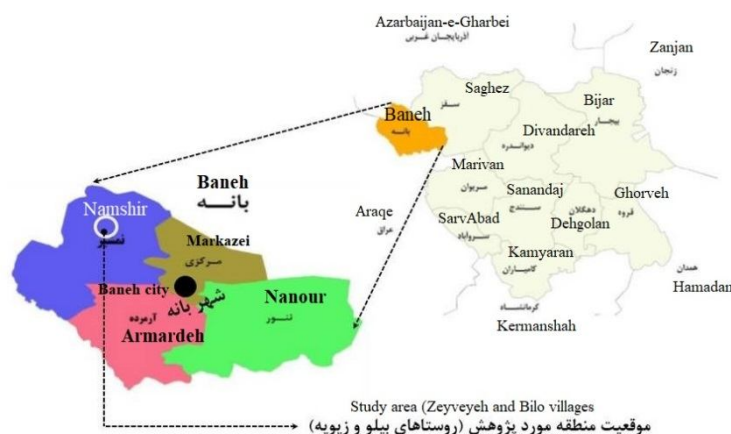 Azarbaijan-e-Gharbei
آذربایجان غربی
Zanjan
زنجان
Saghez
سقز
Bijar
بیجار
Baneh
بانه
Divandareh
دیواندره
Marivan
مریوان
Sanandaj
سنندج
Ghorveh
قروه
Araqe
عراق
SarvAbad
سروآباد
دهگلان
Dehgolan
Kamyaran
کامیاران
همدان
Hamadan
کرمانشاه
Kermanshah
Baneh
بانه
Namshir
نمشیر
Markazei
مرکزی
Baneh city
شهر بانه
Nanour
ننور
آرمرده
Armardeh
Study area (Zeyveyeh and Bilo villages
موقعیت منطقه مورد پژوهش (روستاهای بیلو و زیویه)